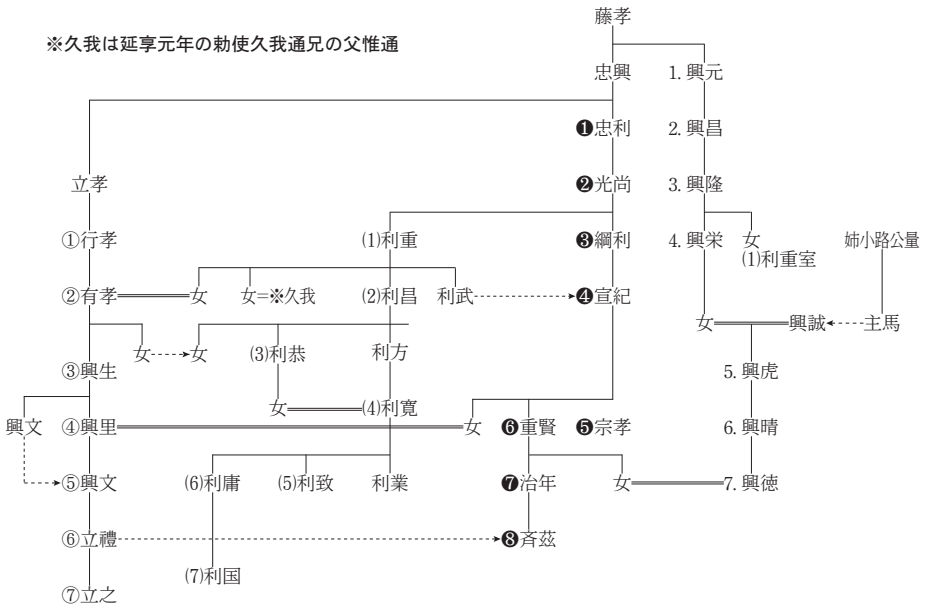 藤孝
※久我は延享元年の勅使久我通兄の父惟通
忠興 1. 興元
❶忠利 2. 興昌
立孝 ❷光尚 3. 興隆
①行孝 (1)利重 ❸綱利 4. 興栄 女 姉小路公量
(1)利重室
②有孝 女 女=※久我 (2)利昌 利武 ❹宣紀 女 興誠 主馬
女 女 (3)利恭 利方
③興生 5. 興虎
女 (4)利寛
興文 ④興里 女 ❻重賢 ❺宗孝 6. 興晴
⑤興文 (6)利庸 (5)利致 利業 ❼治年 女 7. 興徳
⑥立禮 ❽斉茲
(7)利国
⑦立之